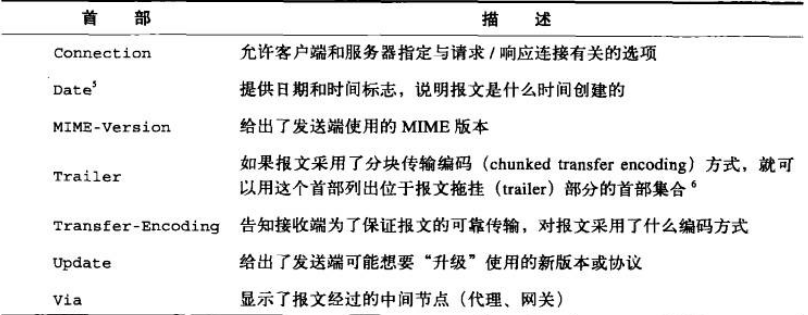 首 部 描 述
Connection 允许客户端和服务器指定与请求/响应连接有关的选项
Date⁵ 提供日期和时间标志，说明报文是什么时间创建的
MIME-Version 给出了发送端使用的 MIME 版本
如果报文采用了分块传输编码（chunked transfer encoding）方式，就可
Trailer
以用这个首部列出位于报文拖挂（trailer）部分的首部集合⁶
Transfer-Encoding 告知接收端为了保证报文的可靠传输，对报文采用了什么编码方式
Update 给出了发送端可能想要“升级”使用的新版本或协议
Via 显示了报文经过的中间节点（代理、网关）